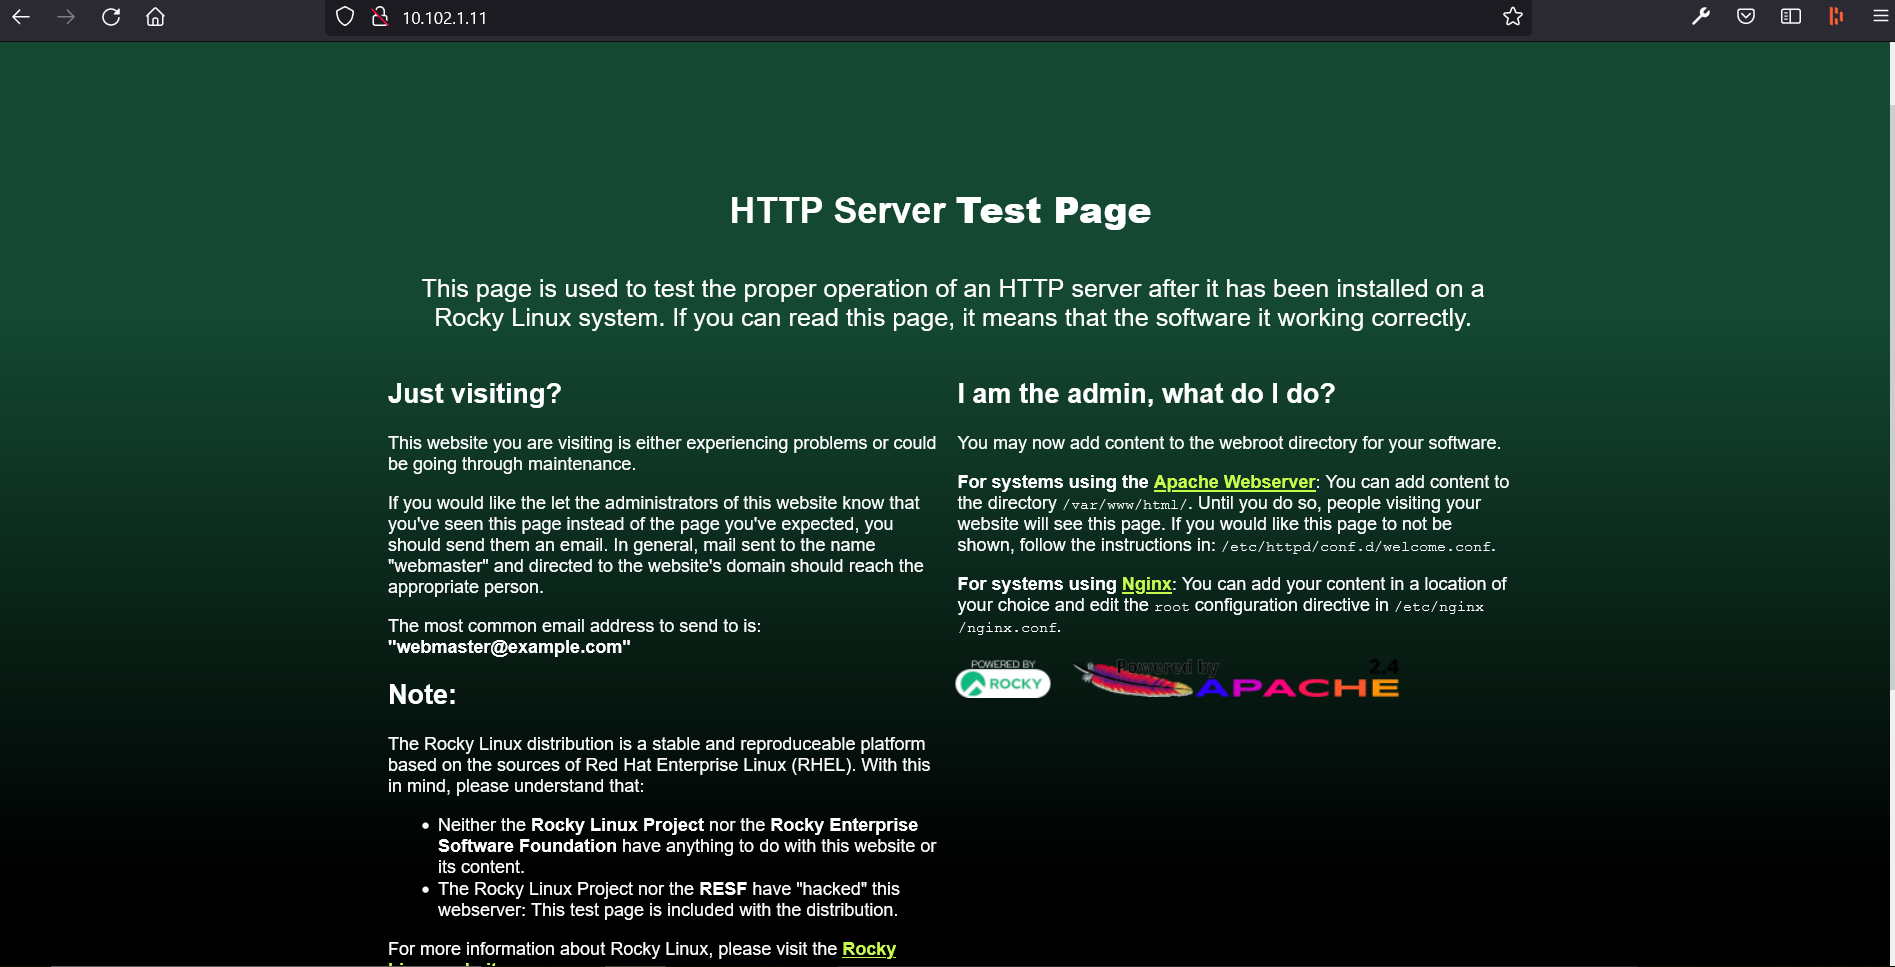 10.102.1.11
HTTP Server Test Page
This page is used to test the proper operation of an HTTP server after it has been installed on a
Rocky Linux system. If you can read this page, it means that the software it working correctly.
Just visiting?
This website you are visiting is either experiencing problems or could
be going through maintenance.
If you would like the let the administrators of this website know that
you've seen this page instead of the page you've expected, you
should send them an email. In general, mail sent to the name
"webmaster" and directed to the website's domain should reach the
appropriate person.
The most common email address to send to is:
"webmaster@example.com"
Note:
The Rocky Linux distribution is a stable and reproduceable platform
based on the sources of Red Hat Enterprise Linux (RHEL). With this
in mind, please understand that:
• Neither the Rocky Linux Project nor the Rocky Enterprise
Software Foundation have anything to do with this website or
its content.
• The Rocky Linux Project nor the RESF have "hacked" this
webserver: This test page is included with the distribution.
For more information about Rocky Linux, please visit the Rocky
I am the admin, what do I do?
You may now add content to the webroot directory for your software.
For systems using the Apache Webserver: You can add content to
the directory /var/www/html/. Until you do so, people visiting your
website will see this page. If you would like this page to not be
shown, follow the instructions in: /etc/httpd/conf.d/welcome.conf.
For systems using Nginx: You can add your content in a location of
your choice and edit the root configuration directive in /etc/nginx
/nginx.conf.
POWERED BY
ROCKY
Powered by
APACHE
2.4